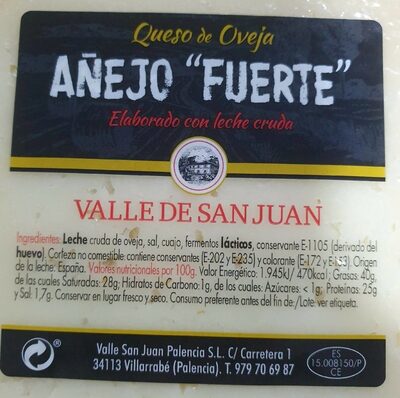 Queso de Oveja
AÑEJO "FUERTE"
Elaborado con leche cruda
VALLE DE SAN JUAN
Ingredientes: Leche cruda de oveja, sal, cuajo, fermentos lácticos, conservante E-1105 (derivado del
huevo). Corteza no comestible: contiene conservantes (E-202 y E-235) y colorante (E-172 y E-153). Origen
de la leche: España. Valores nutricionales por 100g. Valor Energético: 1.945kJ/ 470kcal; Grasas: 40g,
de las cuales Saturadas: 28g; Hidratos de Carbono: 1g, de los cuales: Azúcares: < 1g; Proteínas: 25g
y Sal: 1,7g. Conservar en lugar fresco y seco. Consumo preferente antes del fin de:/Lote: ver etiqueta.
Valle San Juan Palencia S.L. C/ Carretera 1
34113 Villarrabé (Palencia). T. 979 70 69 87
ES
15.008150/P
CE